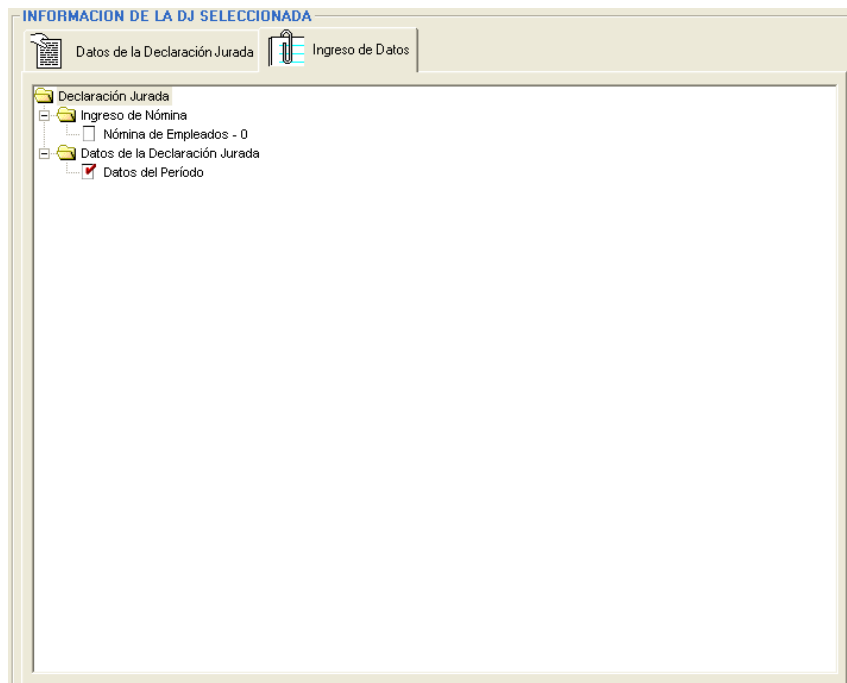 INFORMACION DE LA DJ SELECCIONADA
Datos de la Declaración Jurada
Ingreso de Datos
Declaración Jurada
Ingreso de Nómina
Nómina de Empleados - 0
Datos de la Declaración Jurada
Datos del Período